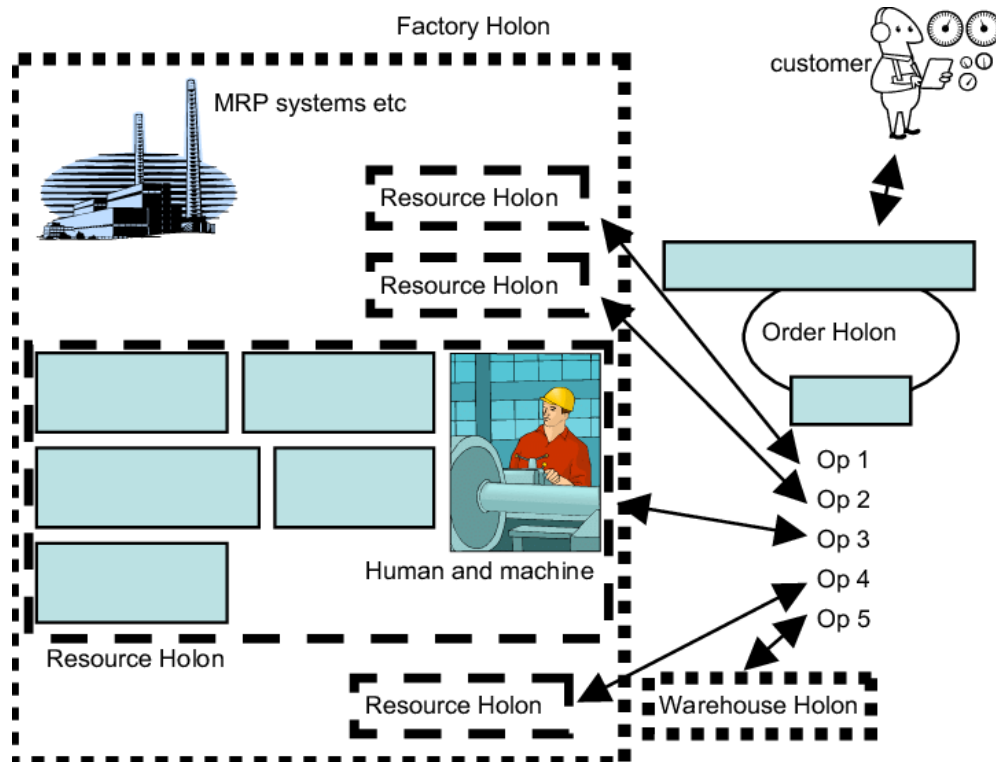 Factory Holon
customer
MRP systems etc
Resource Holon
Resource Holon
Order Holon
Op 1
Op 2
Op 3
Op 4
Op 5
Human and machine
Resource Holon
Resource Holon
Warehouse Holon